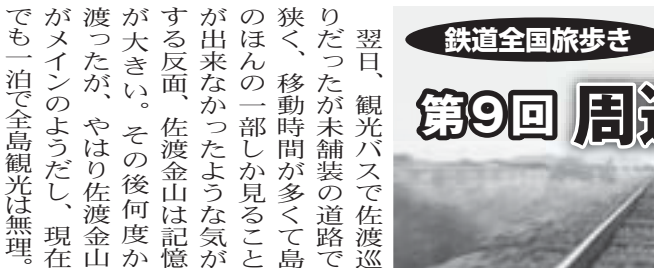 鉄道全国旅歩き
第9回 周
翌日、観光バスで佐渡巡
りだったが未舗装の道路で
狭く、移動時間が多くて島
のほんの一部しか見ること
が出来なかったような気が
する反面、佐渡金山は記憶
が大きい。その後何度か
渡ったが、やはり佐渡金山
がメインのようだし、現在
でも一泊で全島観光は無理。